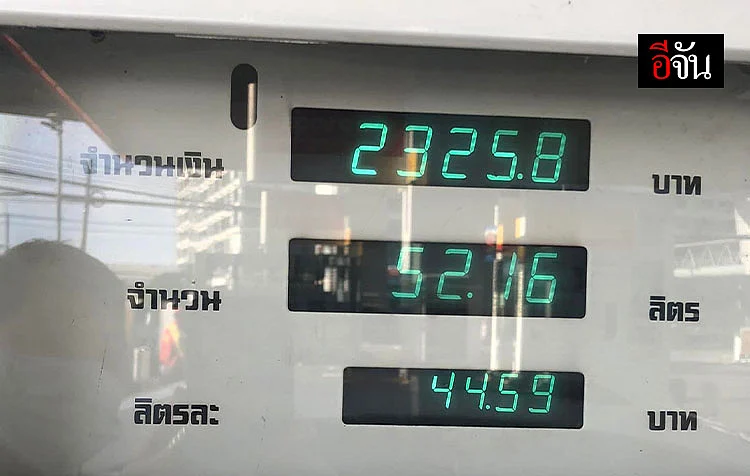 อีจัน
จำนวนเงิน 2325.8 บาท
จำนวน 52.16 ลิตร
ลิตรละ 44.59 บาท